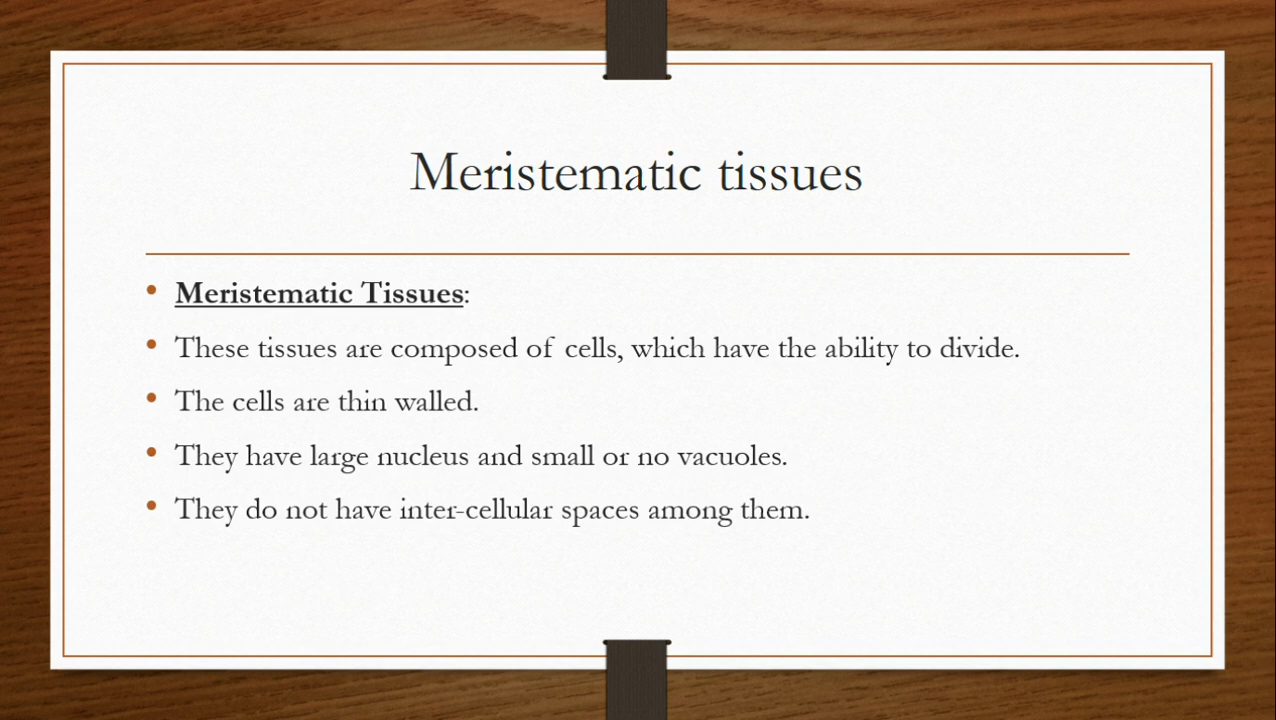 Meristematic tissues
Meristematic Tissues:
These tissues are composed of cells, which have the ability to divide.
The cells are thin walled.
They have large nucleus and small or no vacuoles.
They do not have inter-cellular spaces among them.